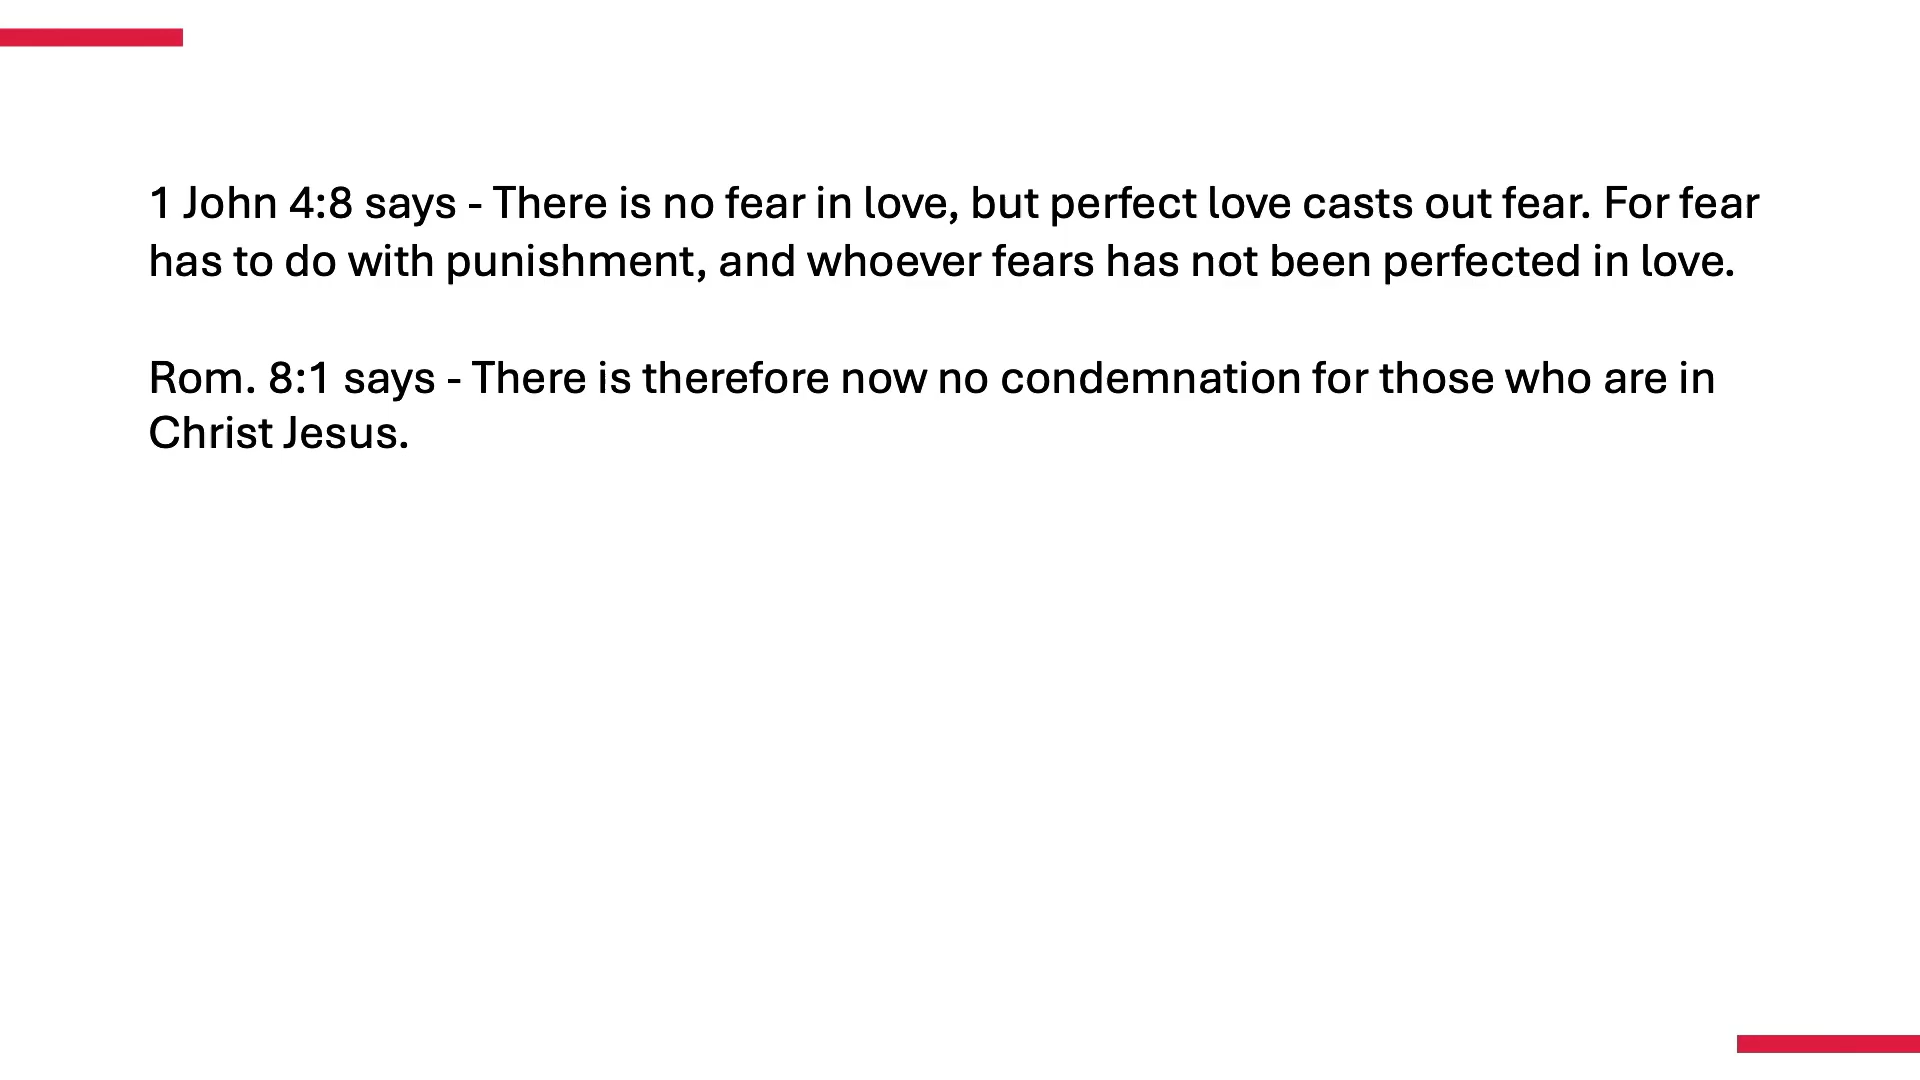 1 John 4:8 says - There is no fear in love, but perfect love casts out fear. For fear
has to do with punishment, and whoever fears has not been perfected in love.
Rom. 8:1 says - There is therefore now no condemnation for those who are in
Christ Jesus.